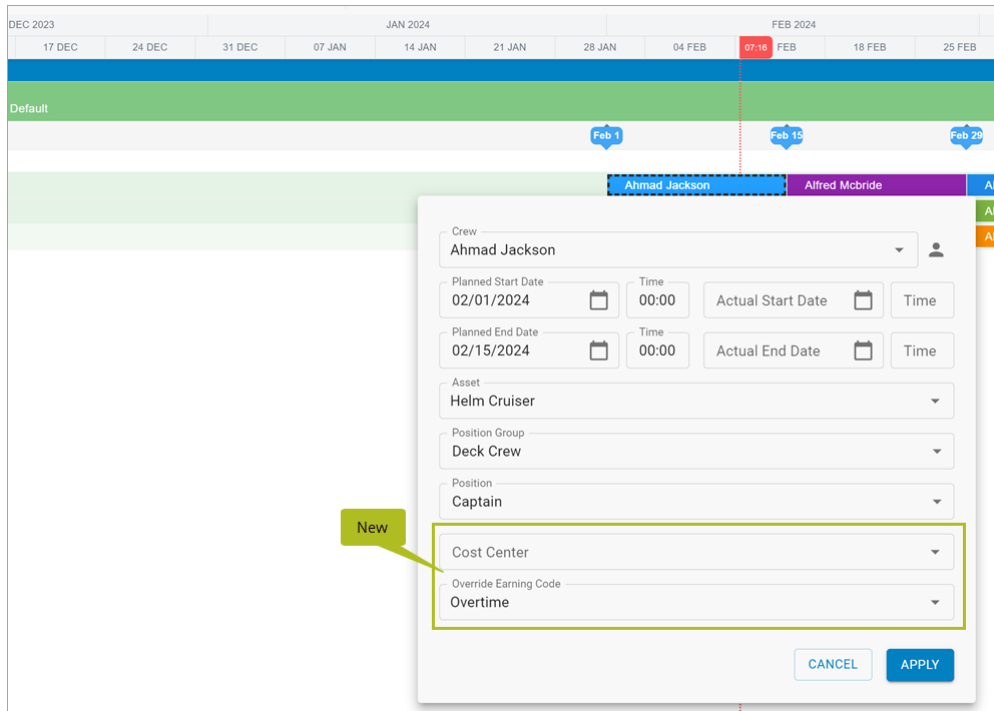 DEC 2023 JAN 2024 FEB 2024
17 DEC 24 DEC 31 DEC 07 JAN 14 JAN 21 JAN 28 JAN 04 FEB 07:16 FEB 18 FEB 25 FEB
Default
Feb 1 Feb 15 Feb 29
Ahmad Jackson Alfred Mcbride A
A
A
Crew
Ahmad Jackson
Planned Start Date Time
02/01/2024 00:00 Actual Start Date Time
Planned End Date Time
02/15/2024 00:00 Actual End Date Time
Asset
Helm Cruiser
Position Group
Deck Crew
Position
Captain
New
Cost Center
Override Earning Code
Overtime
CANCEL APPLY